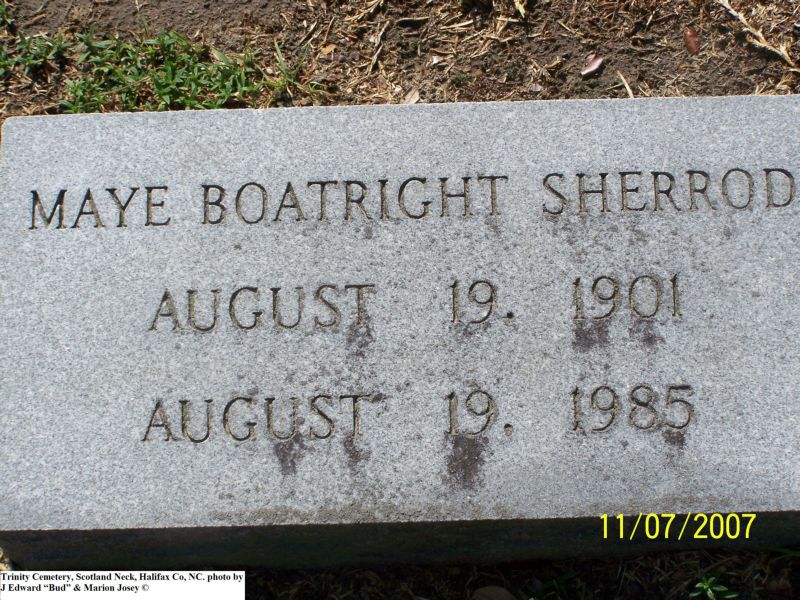 MAYE BOATRIGHT SHERROD
AUGUST 19. 1901
AUGUST 19. 1985
11/07/2007
Trinity Cemetery, Scotland Neck, Halifax Co, NC. photo by
J Edward “Bud” & Marion Josey ©